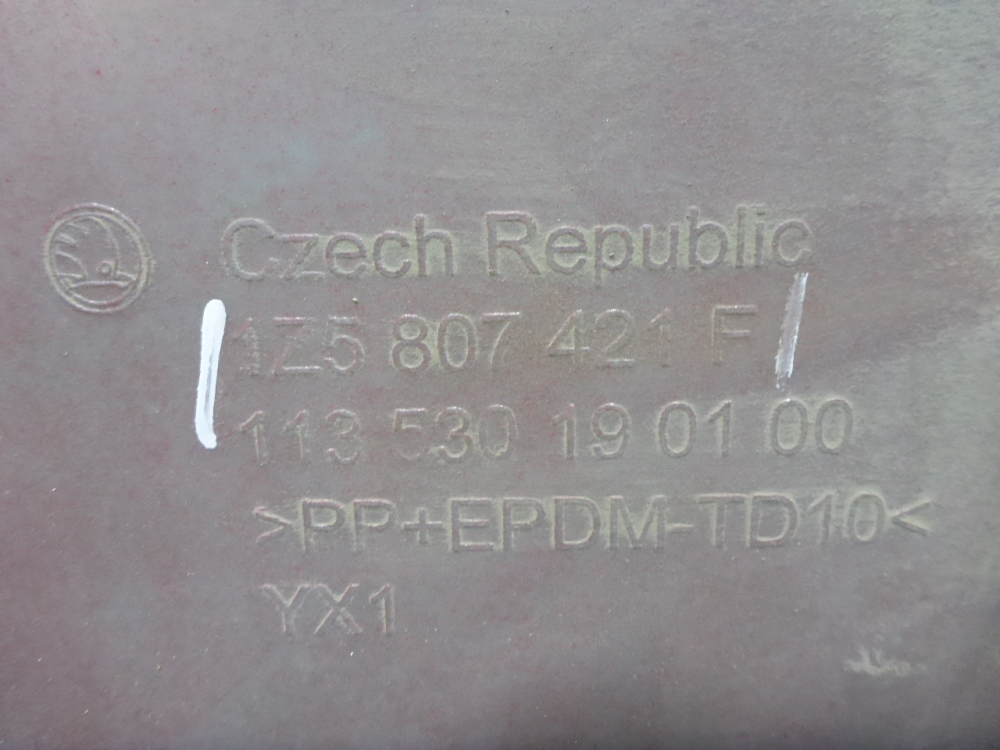 Czech Republic
1Z5 807 421 F
113 530 19 01 00
>PP+EPDM-TD10<
YX1